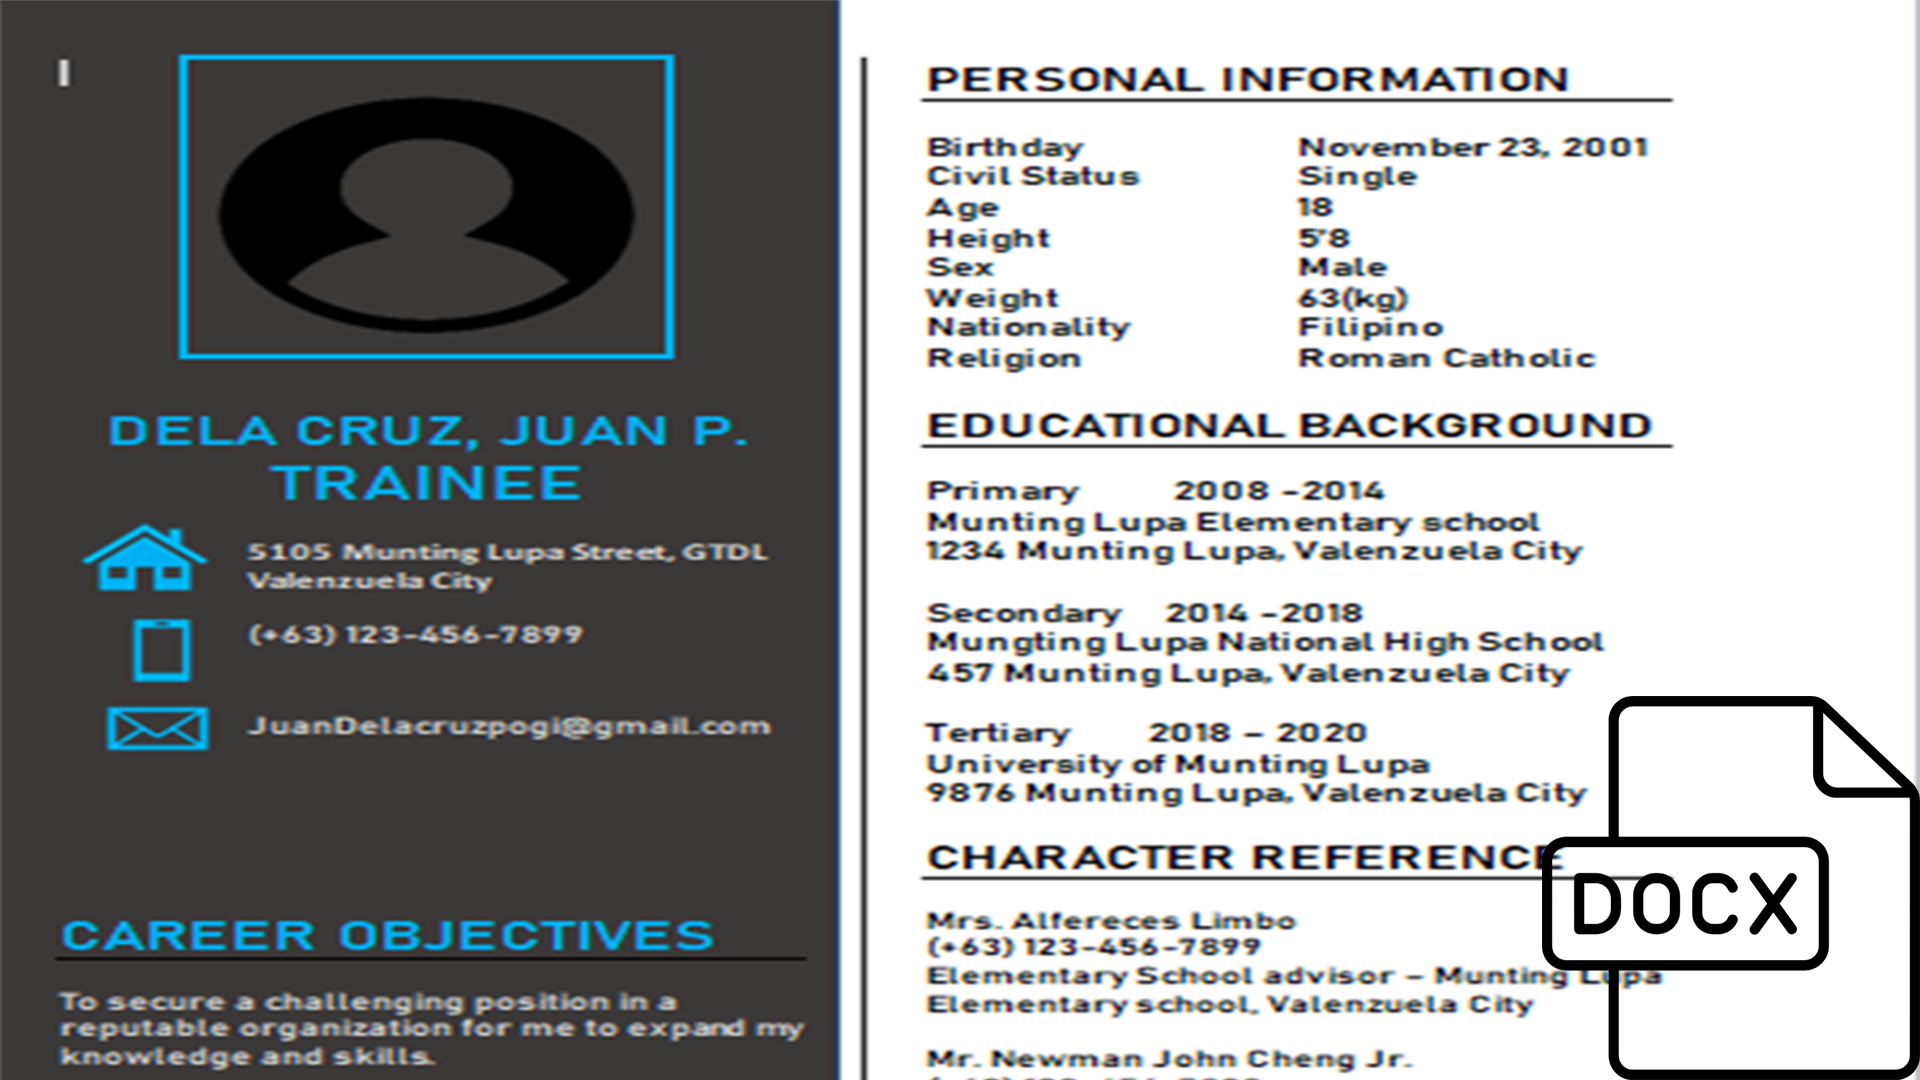 DELA CRUZ, JUAN P.
TRAINEE
5105 Munting Lupa Street, GTDL
Valenzuela City
(+63) 123-456-7899
JuanDelacruzpogi@gmail.com
CAREER OBJECTIVES
To secure a challenging position in a
reputable organization for me to expand my
knowledge and skills.
PERSONAL INFORMATION
Birthday November 23, 2001
Civil Status Single
Age 18
Height 5'8
Sex Male
Weight 63(kg)
Nationality Filipino
Religion Roman Catholic
EDUCATIONAL BACKGROUND
Primary 2008 -2014
Munting Lupa Elementary school
1234 Munting Lupa, Valenzuela City
Secondary 2014 -2018
Mungting Lupa National High School
457 Munting Lupa, Valenzuela City
Tertiary 2018 – 2020
University of Munting Lupa
9876 Munting Lupa, Valenzuela City
CHARACTER REFERENCE
Mrs. Alfereces Limbo
(+63) 123-456-7899
Elementary School advisor – Munting Lupa
Elementary school, Valenzuela City
Mr. Newman John Cheng Jr.
DOCX